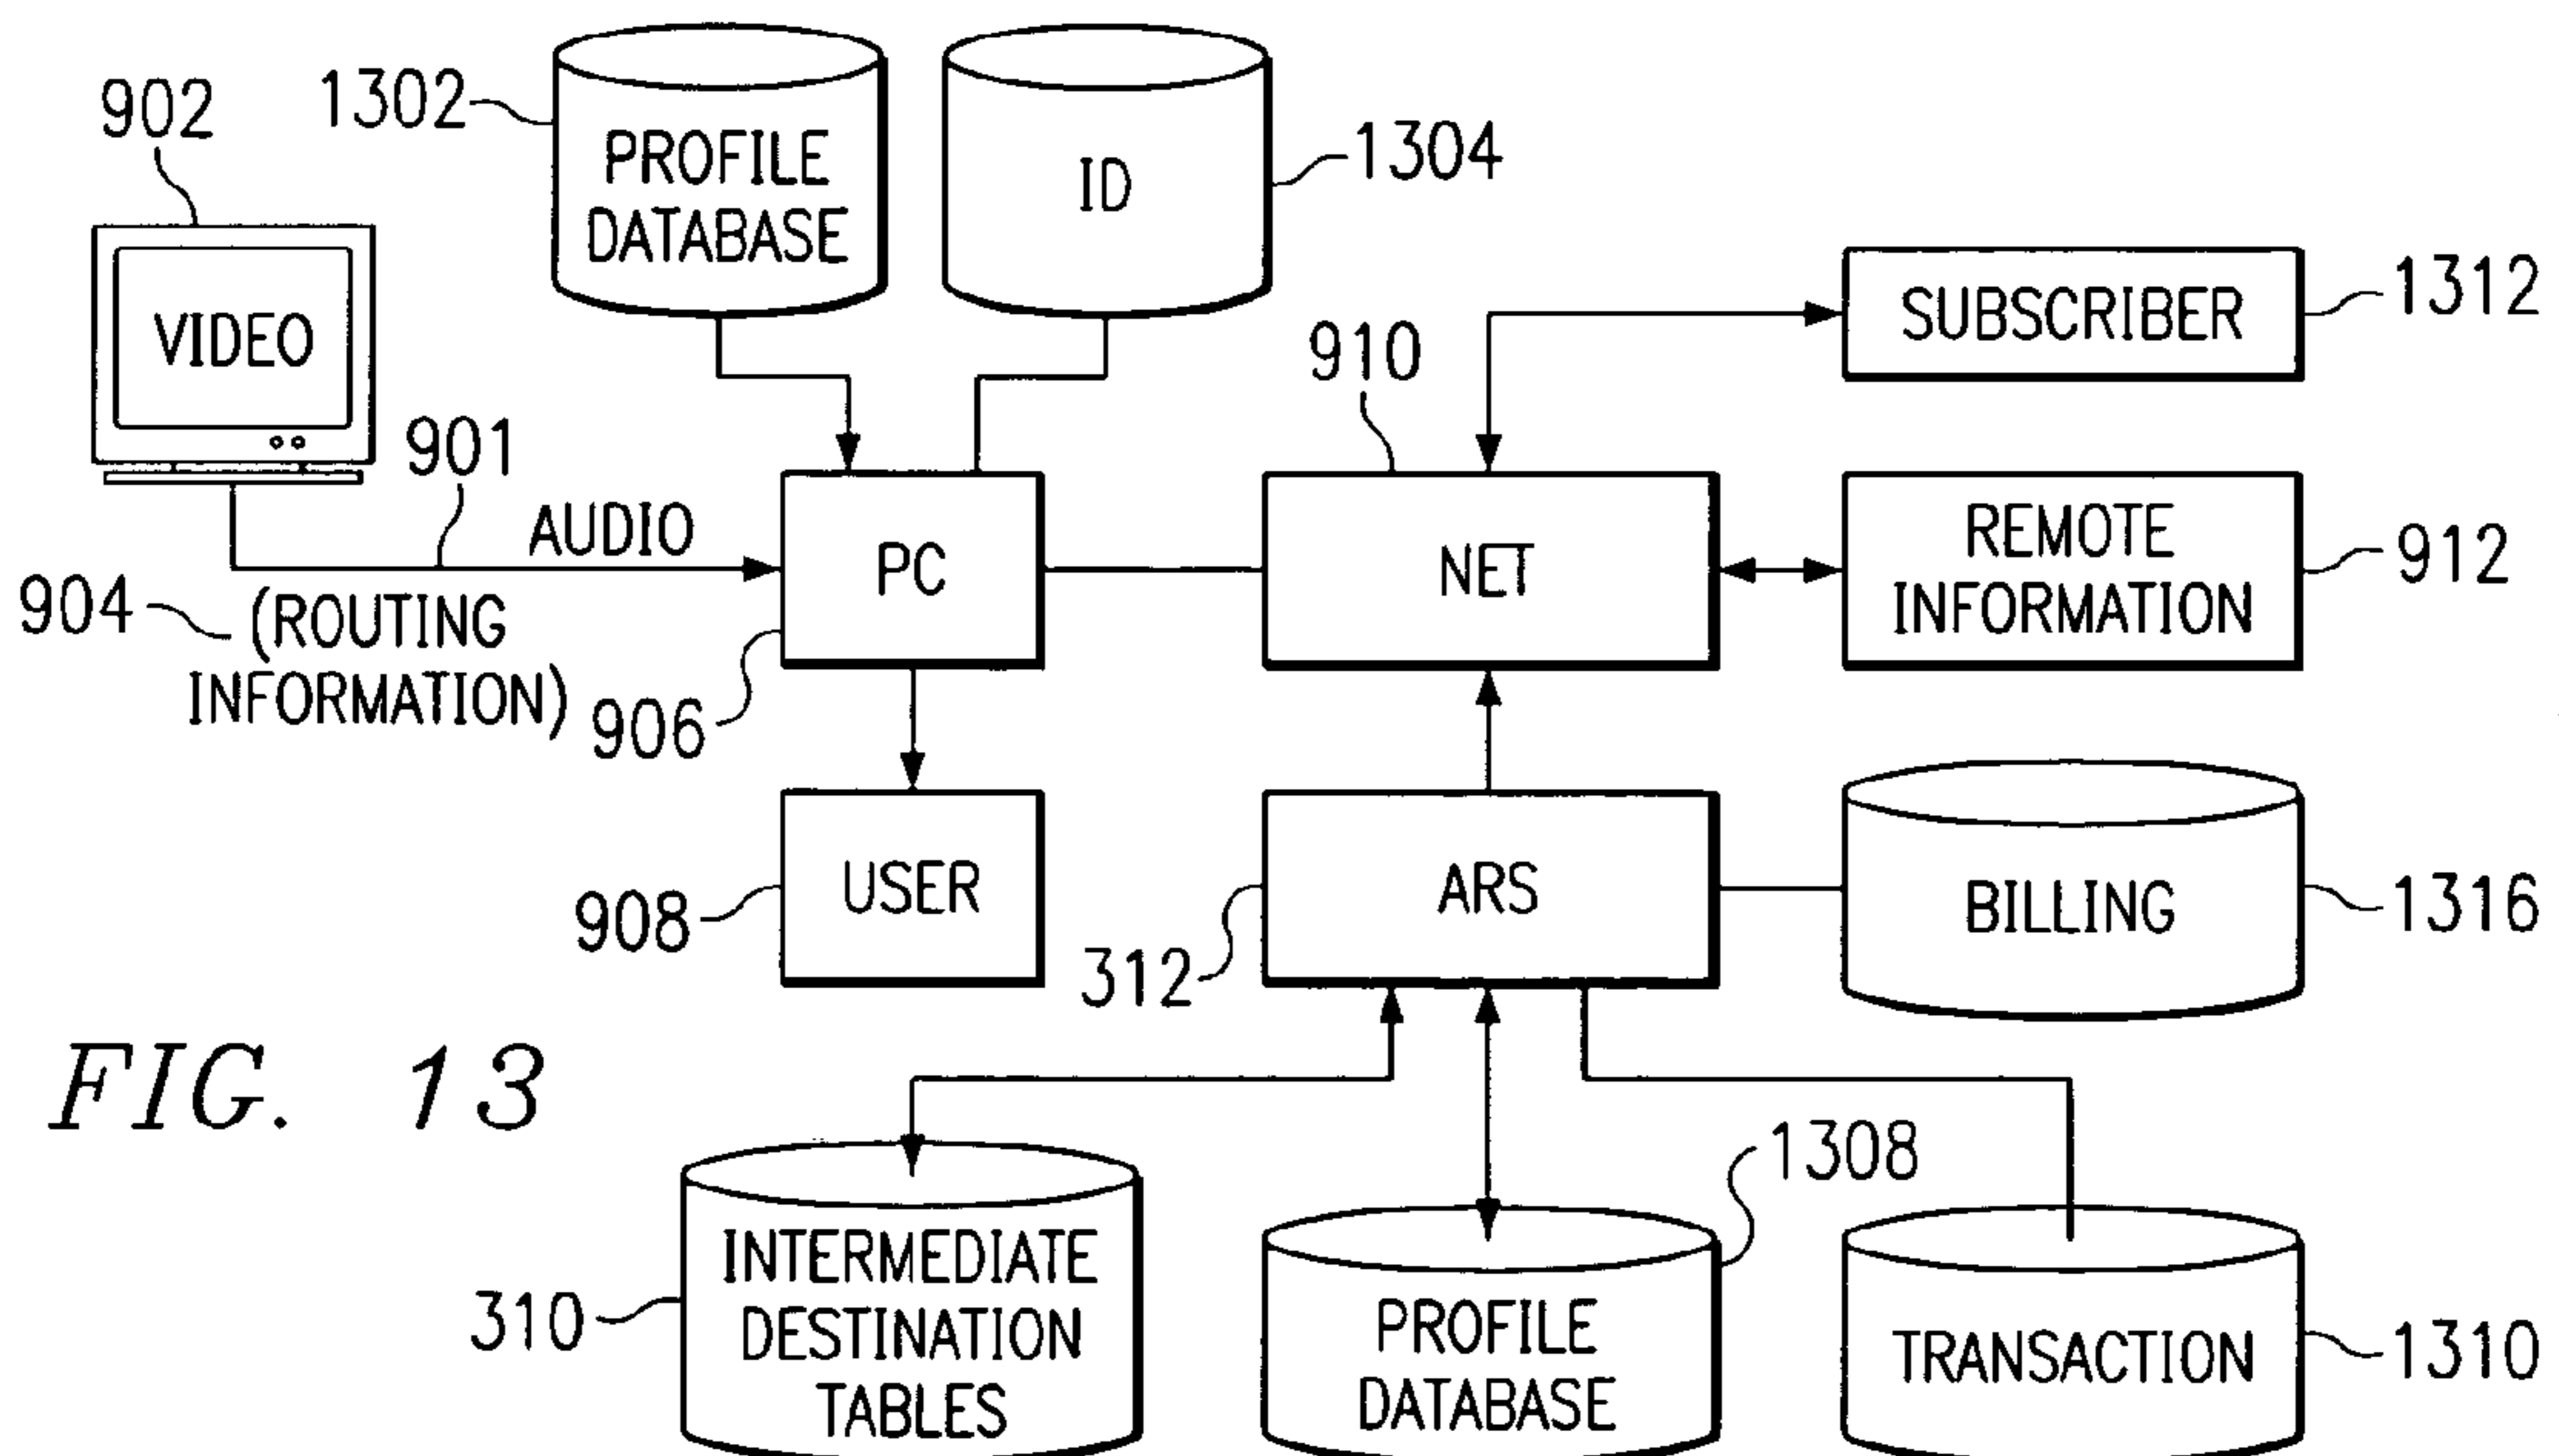 902
1302
PROFILE
DATABASE
ID
1304
VIDEO
901
AUDIO
904
(ROUTING
INFORMATION)
PC
906
USER
908
910
NET
SUBSCRIBER
1312
REMOTE
INFORMATION
912
ARS
312
BILLING
1316
FIG. 13
INTERMEDIATE
DESTINATION
TABLES
310
PROFILE
DATABASE
1308
TRANSACTION
1310